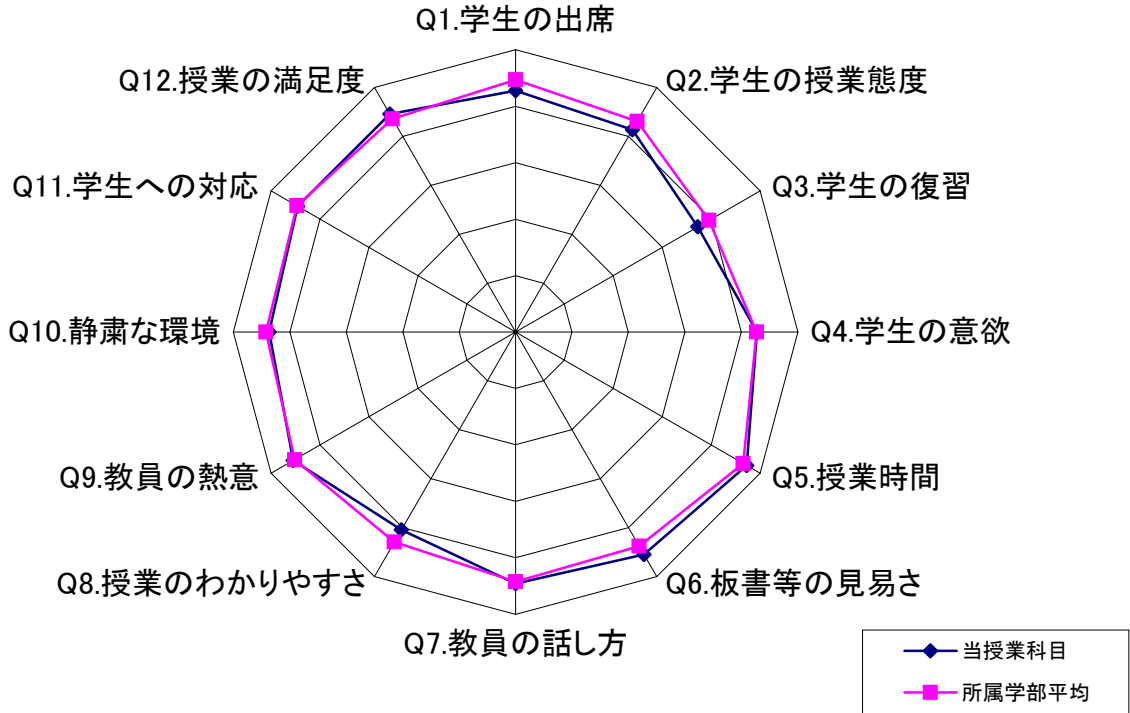 Q1.学生の出席
Q2.学生の授業態度
Q3.学生の復習
Q4.学生の意欲
Q5.授業時間
Q6.板書等の見易さ
Q7.教員の話し方
Q8.授業のわかりやすさ
Q9.教員の熱意
Q10.静粛な環境
Q11.学生への対応
Q12.授業の満足度
当授業科目
所属学部平均